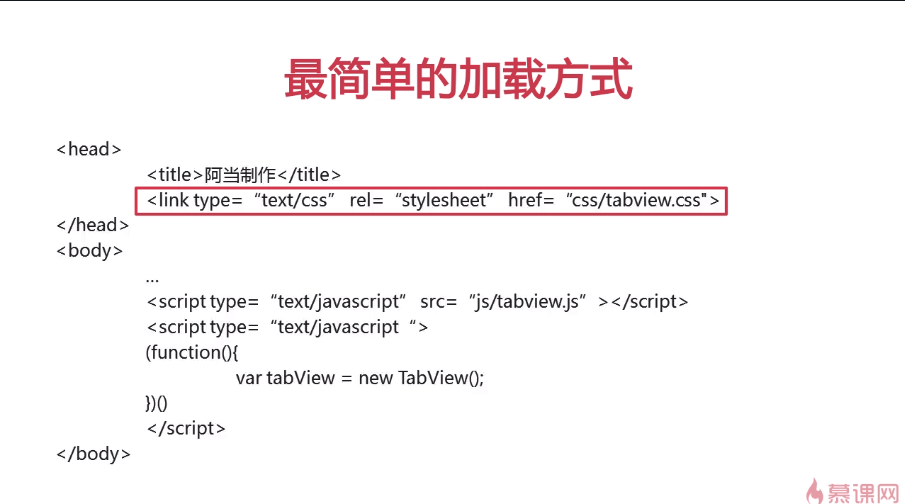 最简单的加载方式
<head>
<title>阿当制作</title>
<link type=“text/css” rel=“stylesheet” href=“css/tabview.css">
</head>
<body>
...
<script type=“text/javascript” src=“js/tabview.js” ></script>
<script type=“text/javascript “>
(function(){
var tabView = new TabView();
})()
</script>
</body>
慕课网